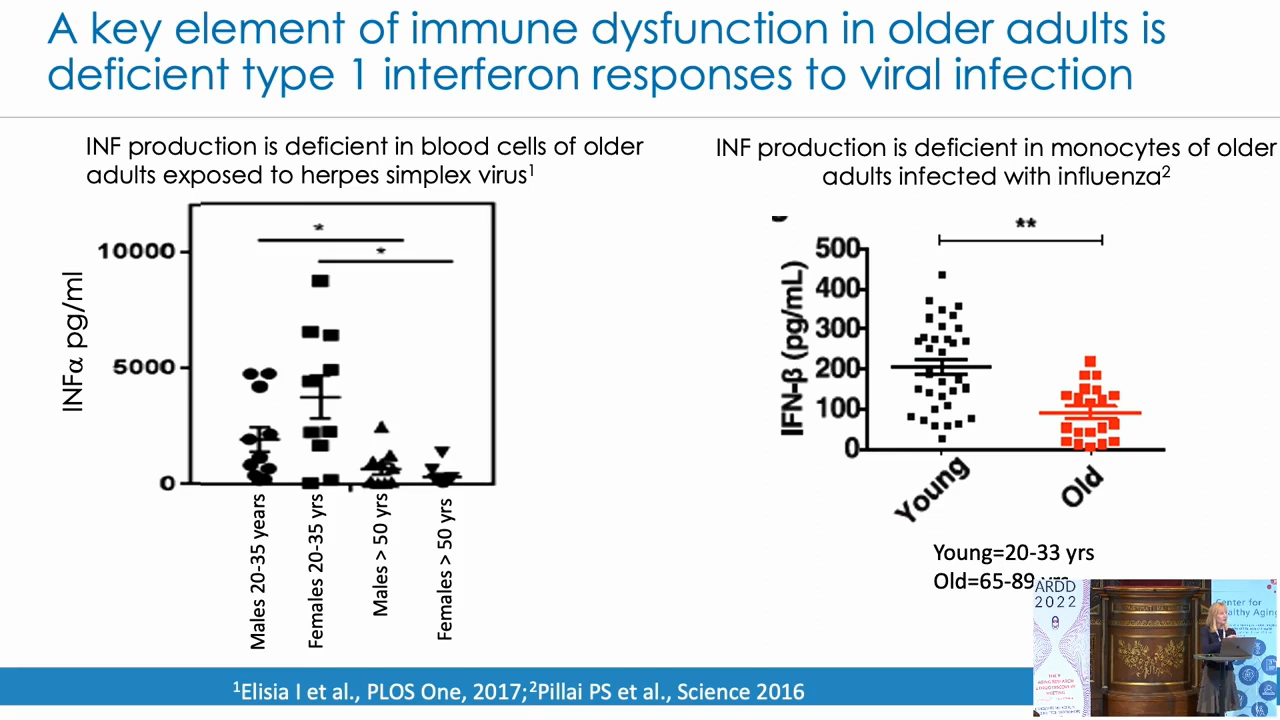 A key element of immune dysfunction in older adults is
deficient type 1 interferon responses to viral infection
INF production is deficient in blood cells of older
adults exposed to herpes simplex virus¹
INFα pg/ml
10000
5000
0
*
*
Males 20-35 years
Females 20-35 yrs
Males > 50 yrs
Females > 50 yrs
INF production is deficient in monocytes of older
adults infected with influenza²
IFN-β (pg/mL)
500
400
300
200
100
0
**
Young
Old
Young=20-33 yrs
Old=65-89
ARDD
2022
Center for
Healthy Aging
¹Elisia I et al., PLOS One, 2017;²Pillai PS et al., Science 2016